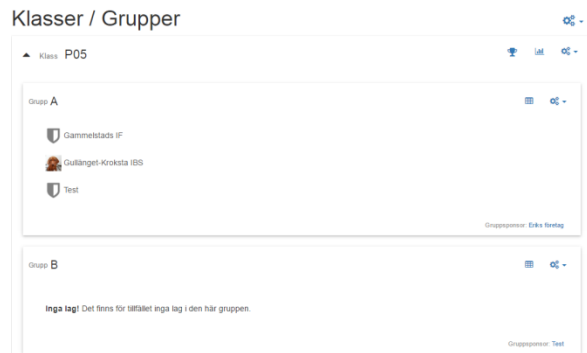 Klasser / Grupper
Klass P05
Grupp A
Gammelstads IF
Gullänget-Kroksta IBS
Test
Gruppsponsor: Eriks företag
Grupp B
Inga lag! Det finns för tillfället inga lag i den här gruppen.
Gruppsponsor: Test